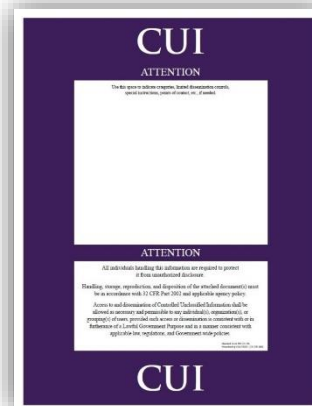 CUI
ATTENTION
Use this space to indicate categories, limited dissemination controls,
special instructions, points of contact, etc., if needed.
ATTENTION
All individuals handling this information are required to protect
it from unauthorized disclosure.
Handling, storage, reproduction, and disposition of the attached document(s) must
be in accordance with 32 CFR Part 2002 and applicable agency policy.
Access to and dissemination of Controlled Unclassified Information shall be
allowed as necessary and permissible to any individual(s), organization(s), or
grouping(s) of users, provided such access or dissemination is consistent with or in
furtherance of a Lawful Government Purpose and in a manner consistent with
applicable law, regulations, and Government-wide policies.
CUI